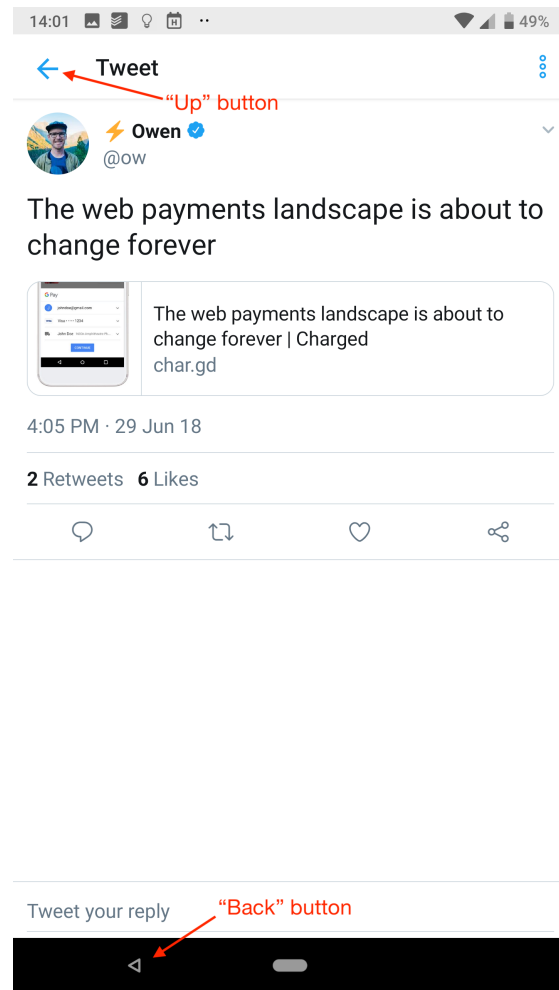 14:01
49%
Tweet
“Up” button
Owen
@ow
The web payments landscape is about to
change forever
G Pay
The web payments landscape is about to
change forever | Charged
char.gd
4:05 PM · 29 Jun 18
2 Retweets 6 Likes
Tweet your reply
“Back” button